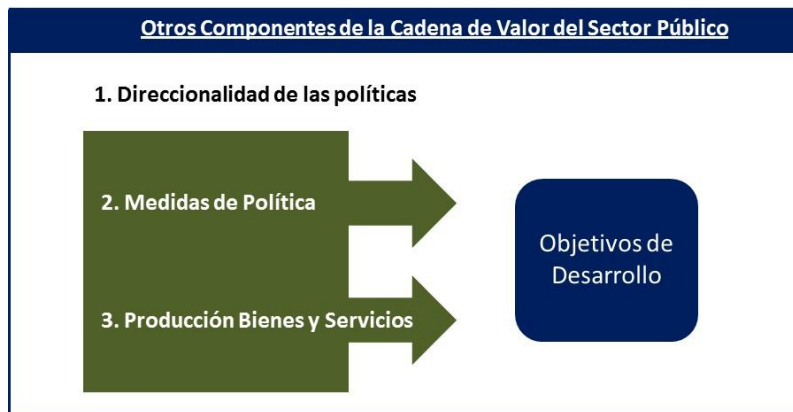 Otros Componentes de la Cadena de Valor del Sector Público
1. Direccionalidad de las políticas
2. Medidas de Política
3. Producción Bienes y Servicios
Objetivos de
Desarrollo